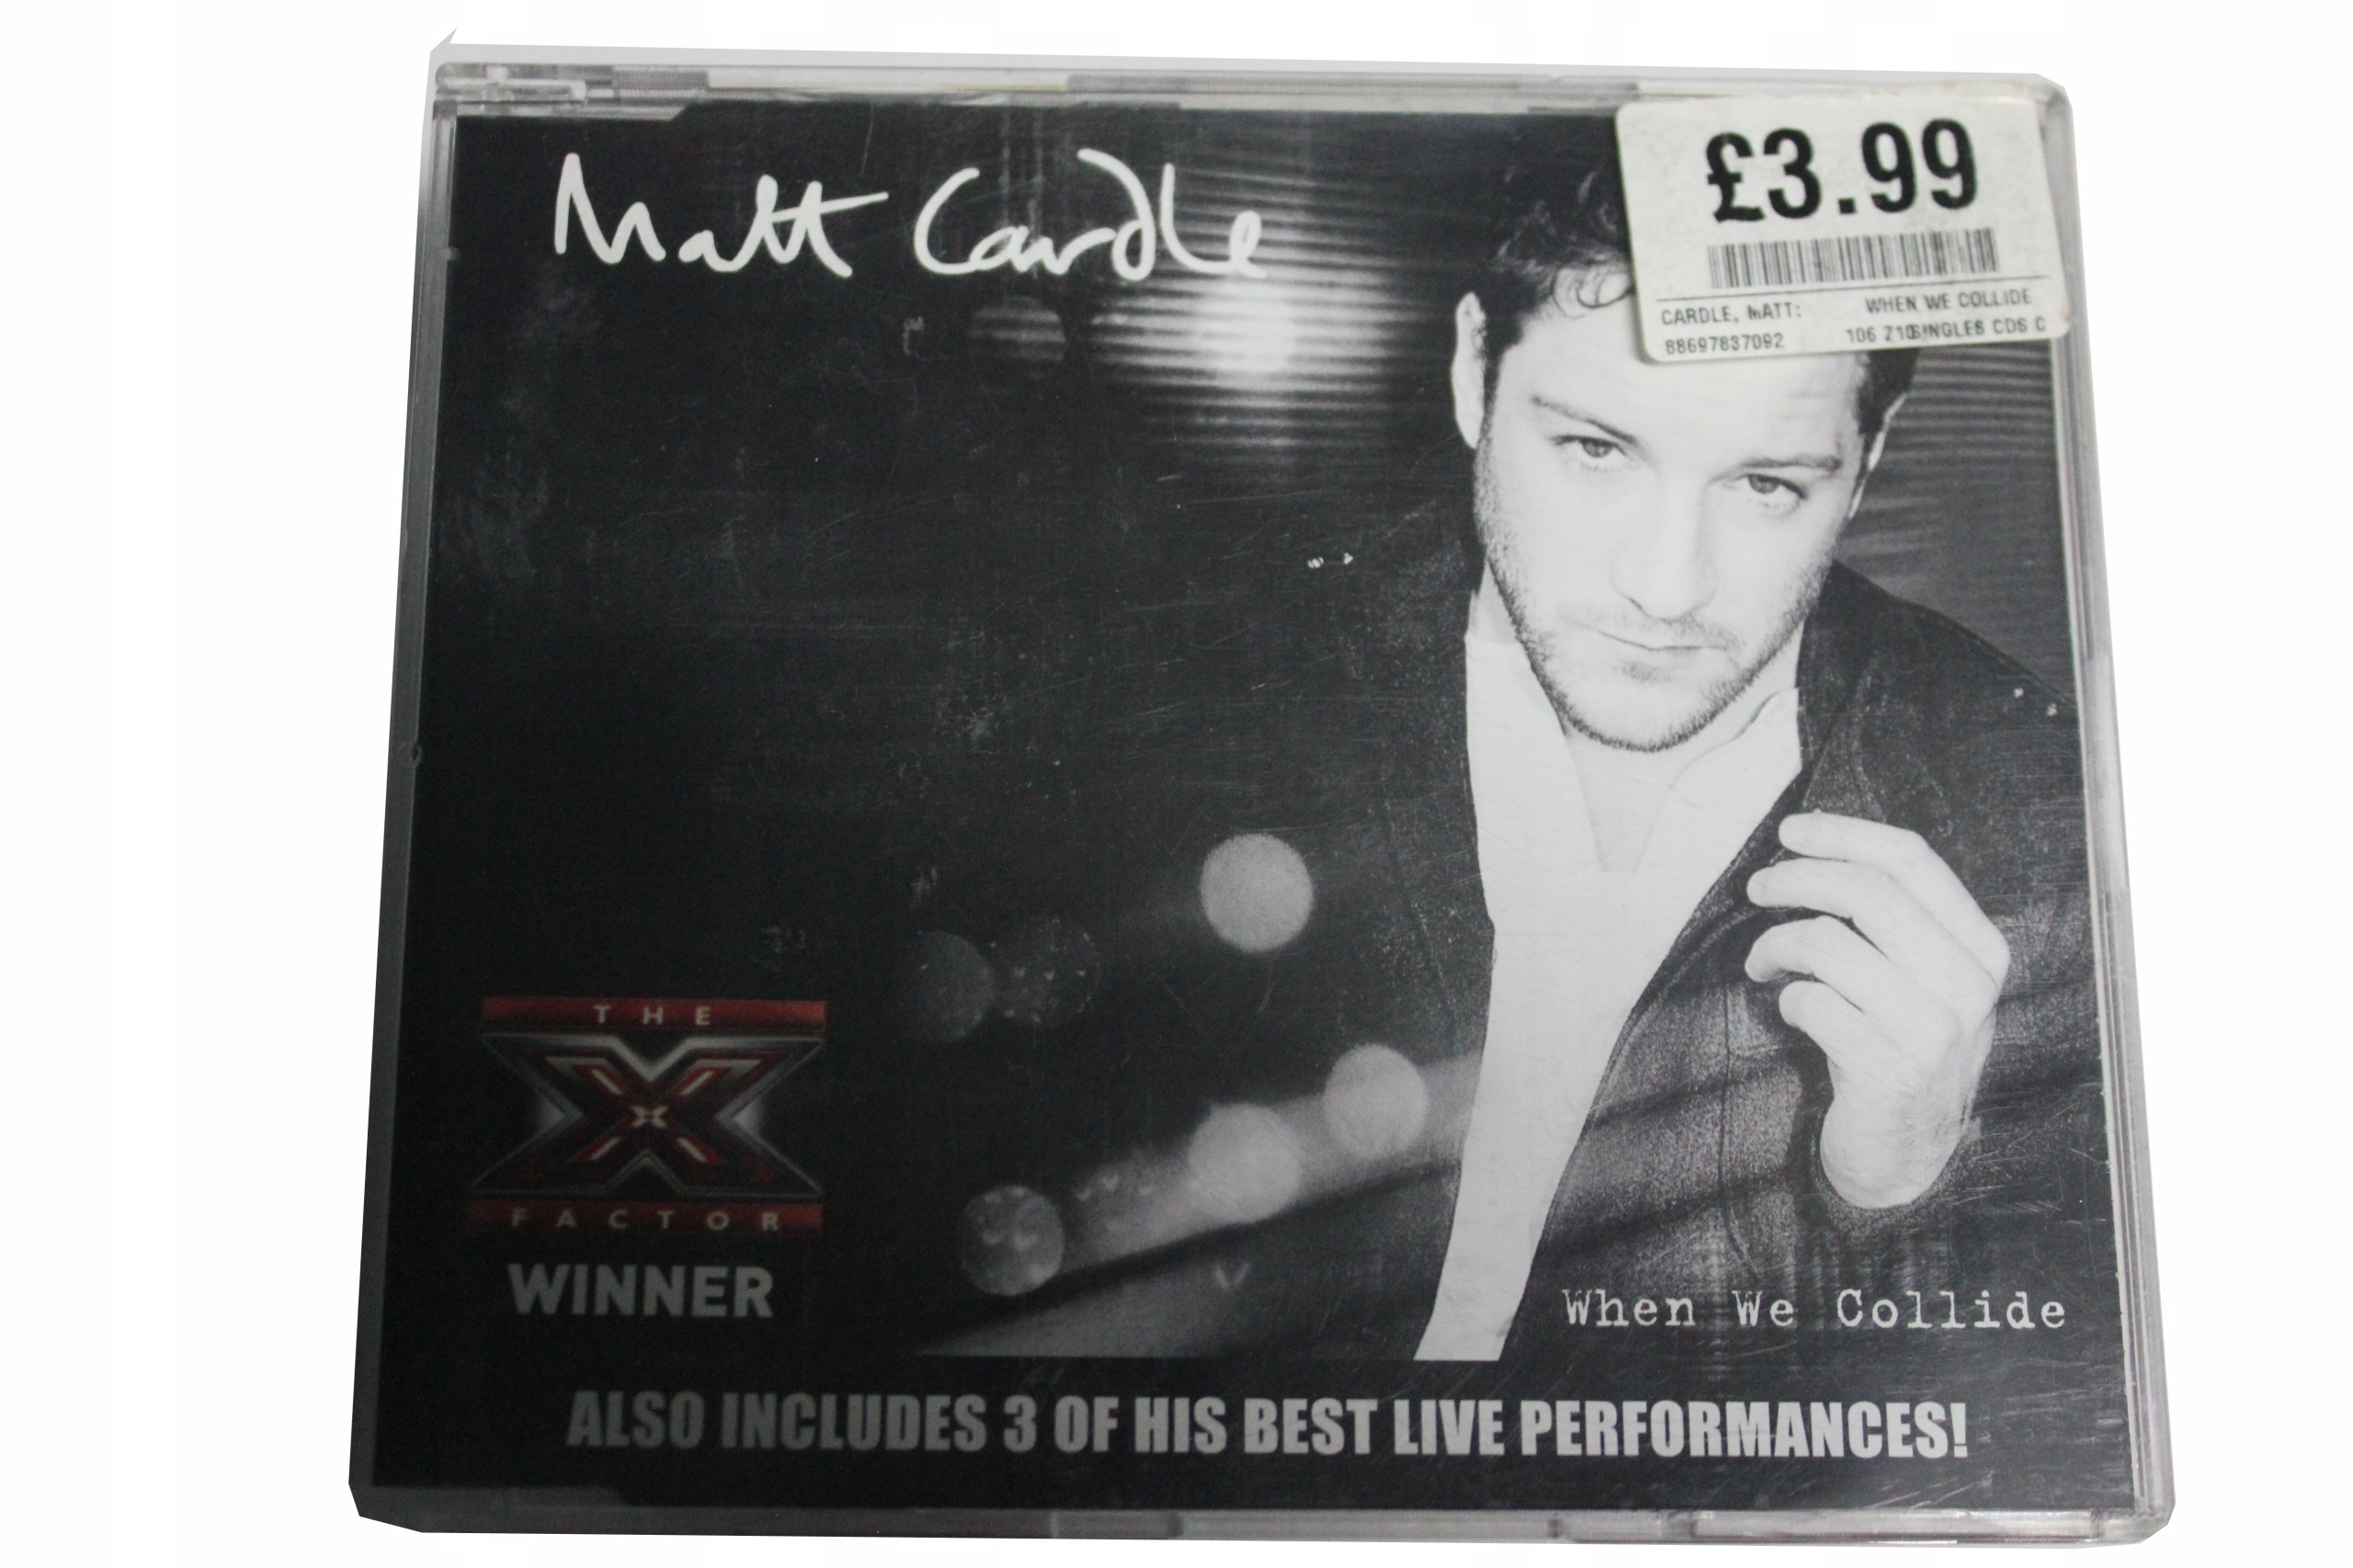 Matt Cardle
£3.99
CARDLE, MATT: WHEN WE COLLIDE
88697837092 106 Z10SINGLES CDS C
THE
X
FACTOR
WINNER
When We Collide
ALSO INCLUDES 3 OF HIS BEST LIVE PERFORMANCES!